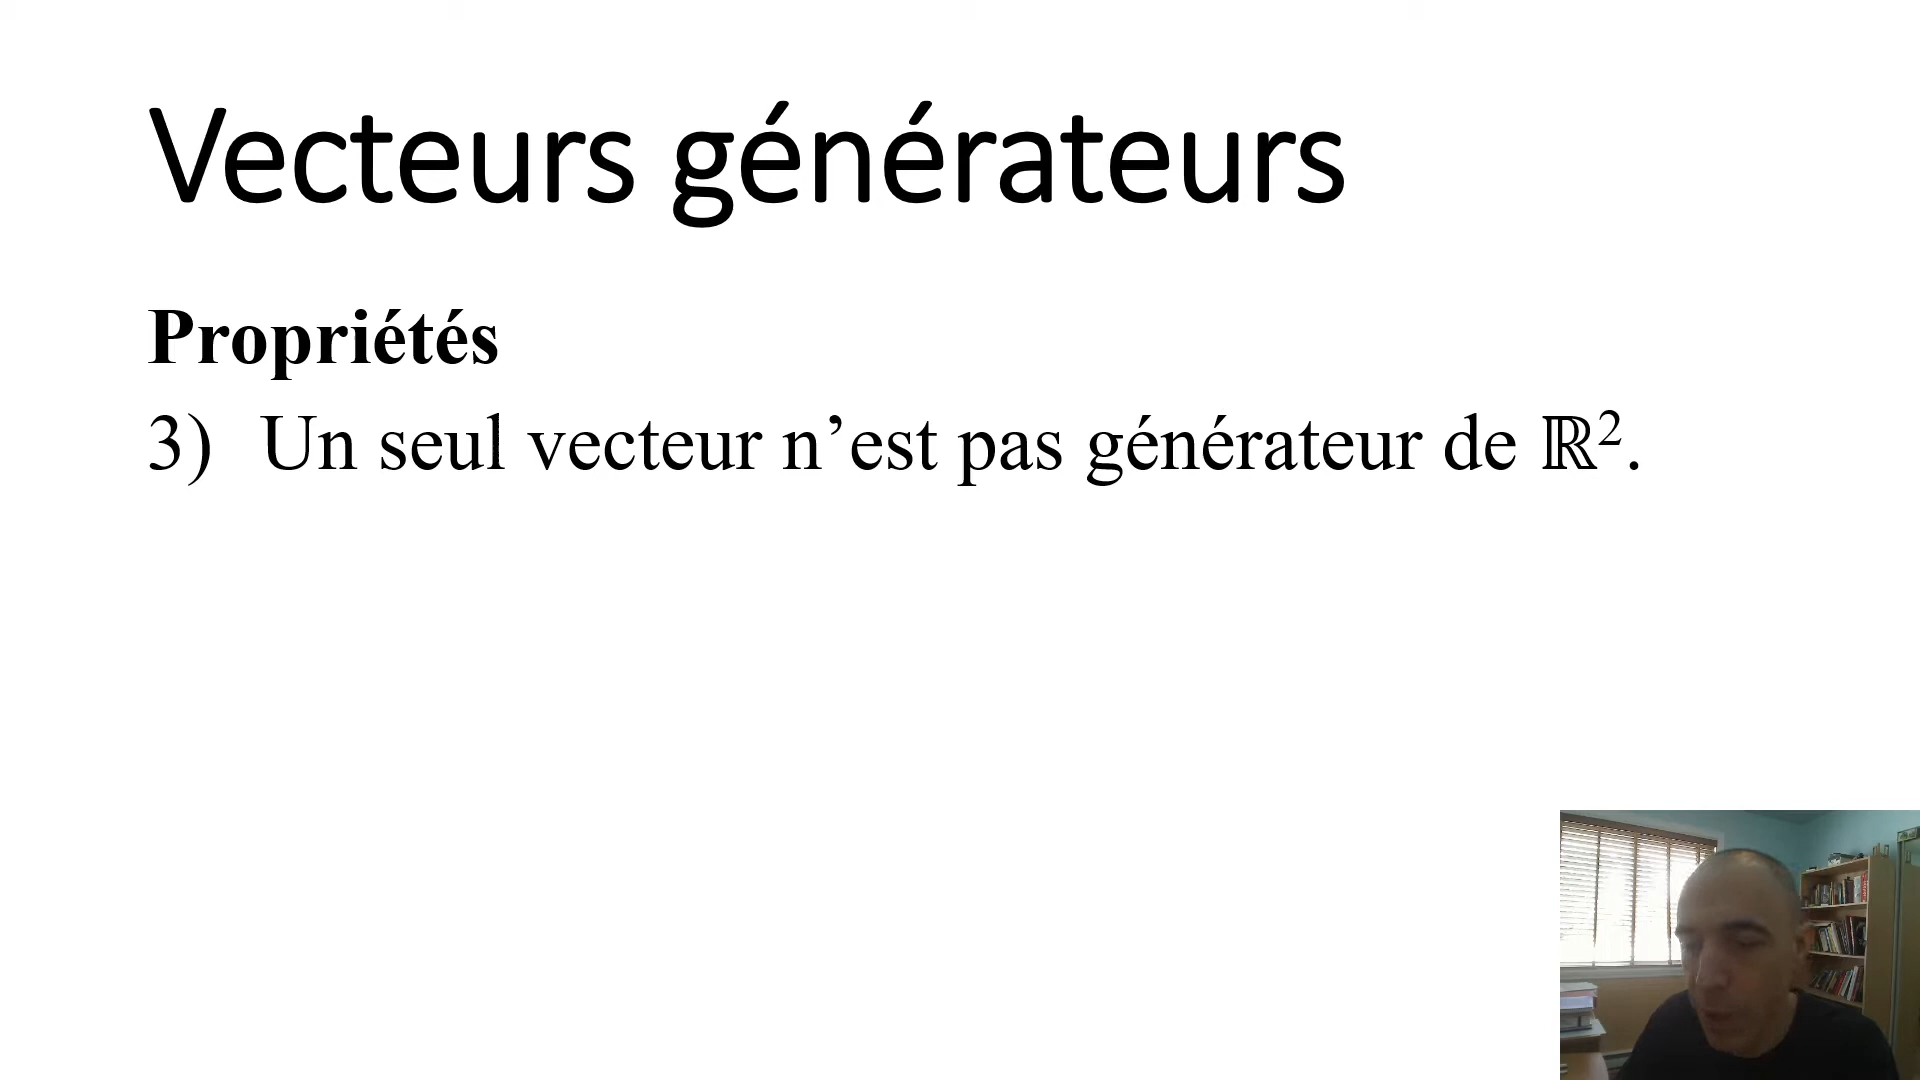 Vecteurs générateurs
Propriétés
3) Un seul vecteur n’est pas générateur de ℝ².